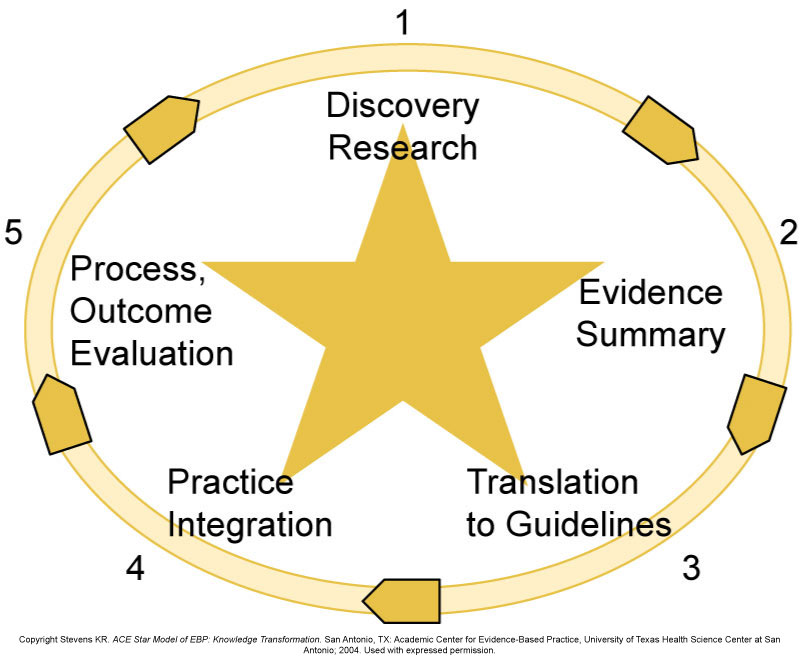 1
Discovery
Research
2
Evidence
Summary
3
Translation
to Guidelines
4
Practice
Integration
5
Process,
Outcome
Evaluation
Copyright Stevens KR. ACE Star Model of EBP: Knowledge Transformation. San Antonio, TX: Academic Center for Evidence-Based Practice, University of Texas Health Science Center at San
Antonio; 2004. Used with expressed permission.